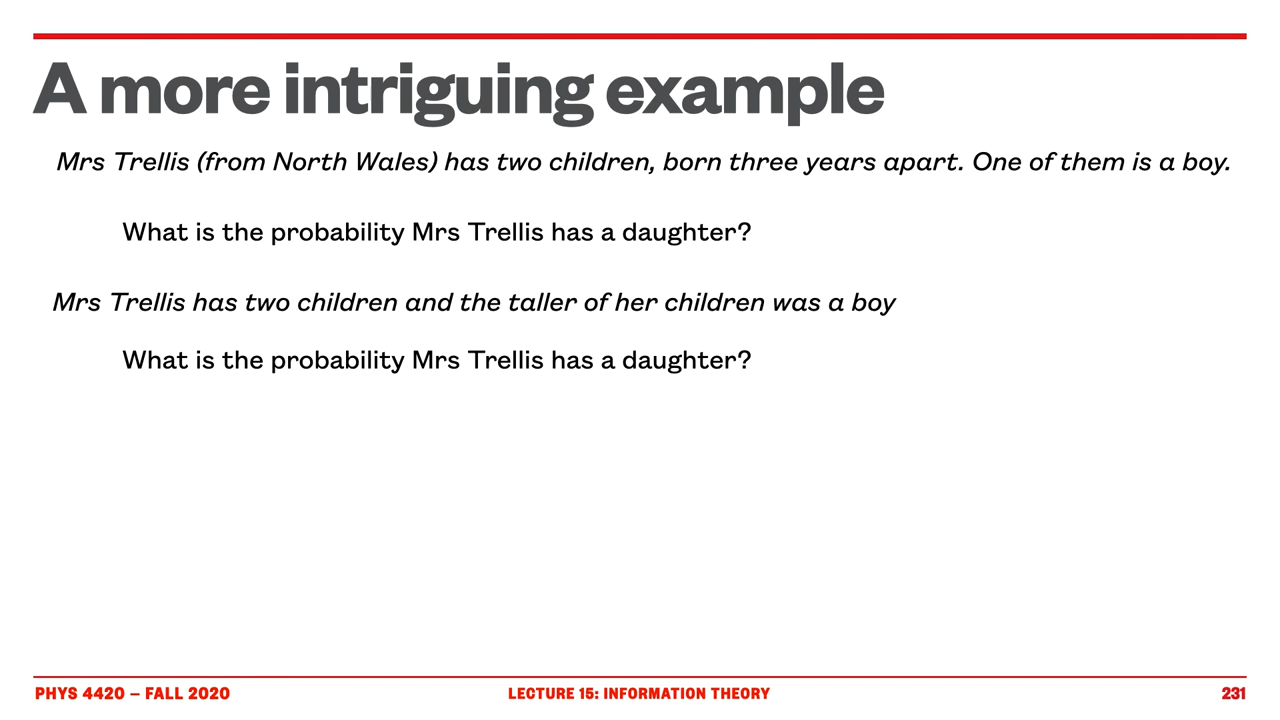 A more intriguing example
Mrs Trellis (from North Wales) has two children, born three years apart. One of them is a boy.
What is the probability Mrs Trellis has a daughter?
Mrs Trellis has two children and the taller of her children was a boy
What is the probability Mrs Trellis has a daughter?
PHYS 4420 – FALL 2020
LECTURE 15: INFORMATION THEORY
231